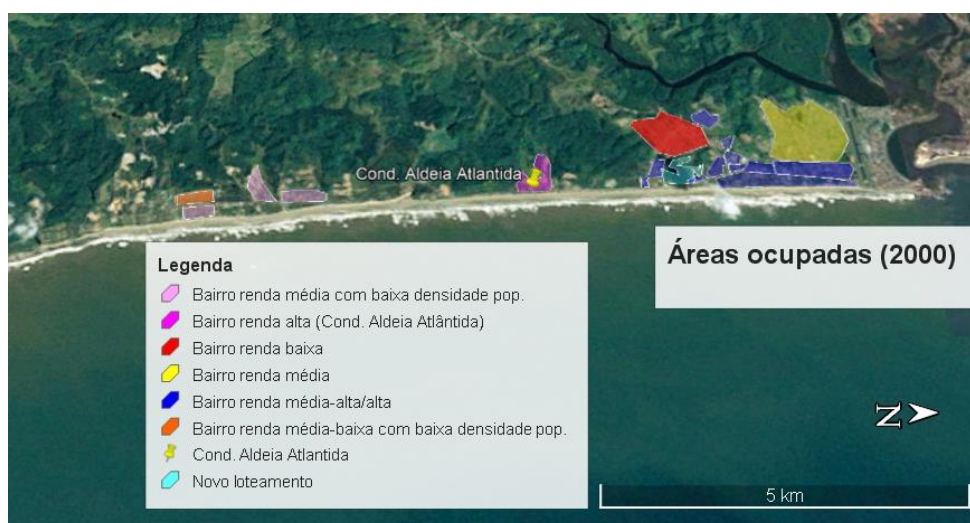 Cond. Aldeia Atlantida
Áreas ocupadas (2000)
Legenda
Bairro renda média com baixa densidade pop.
Bairro renda alta (Cond. Aldeia Atlântida)
Bairro renda baixa
Bairro renda média
Bairro renda média-alta/alta
Bairro renda média-baixa com baixa densidade pop.
Cond. Aldeia Atlantida
Novo loteamento
N
5 km